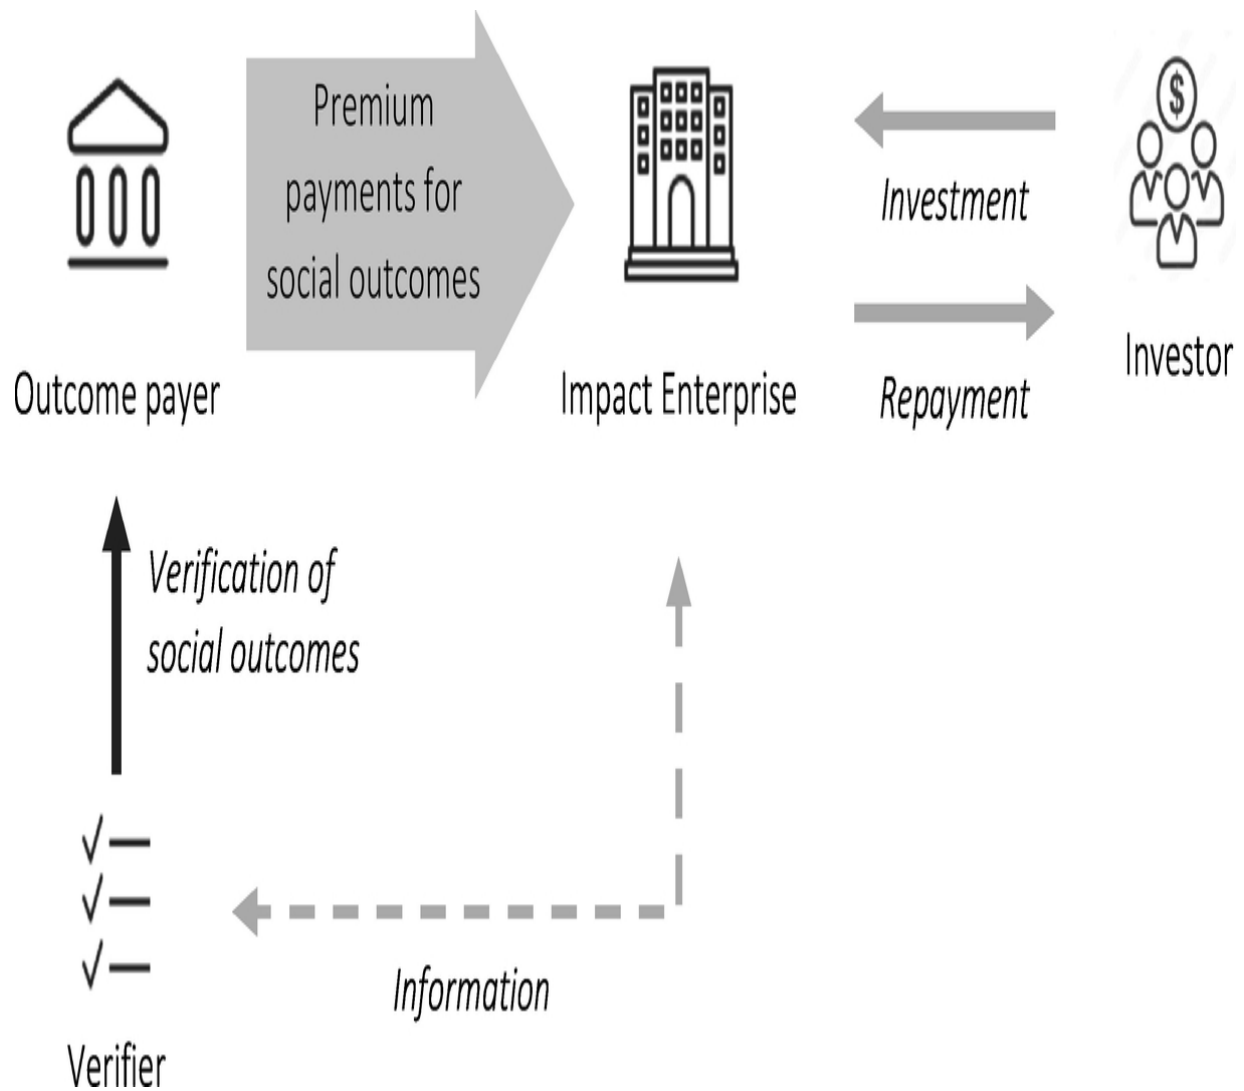 Premium
payments for
social outcomes
$
Investment
Investor
Outcome payer
Impact Enterprise
Repayment
Verification of
social outcomes
Information
Verifier